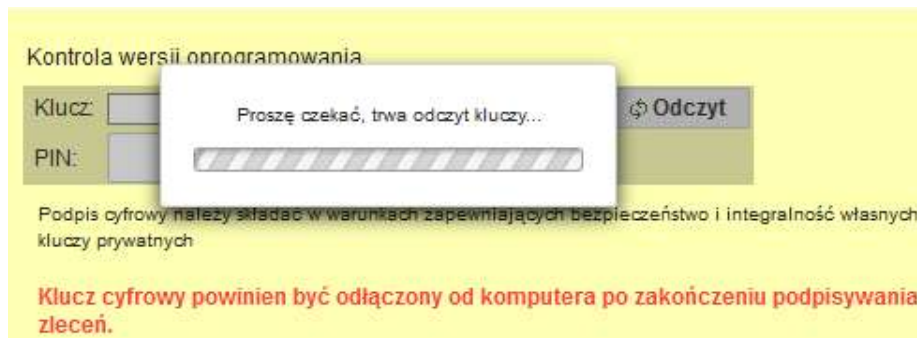 Kontrola wersji oprogramowania
Klucz:
Proszę czekać, trwa odczyt kluczy...
Odczyt
PIN:
Podpis cyfrowy należy składać w warunkach zapewniających bezpieczeństwo i integralność własnych
kluczy prywatnych
Klucz cyfrowy powinien być odłączony od komputera po zakończeniu podpisywania
zleceń.